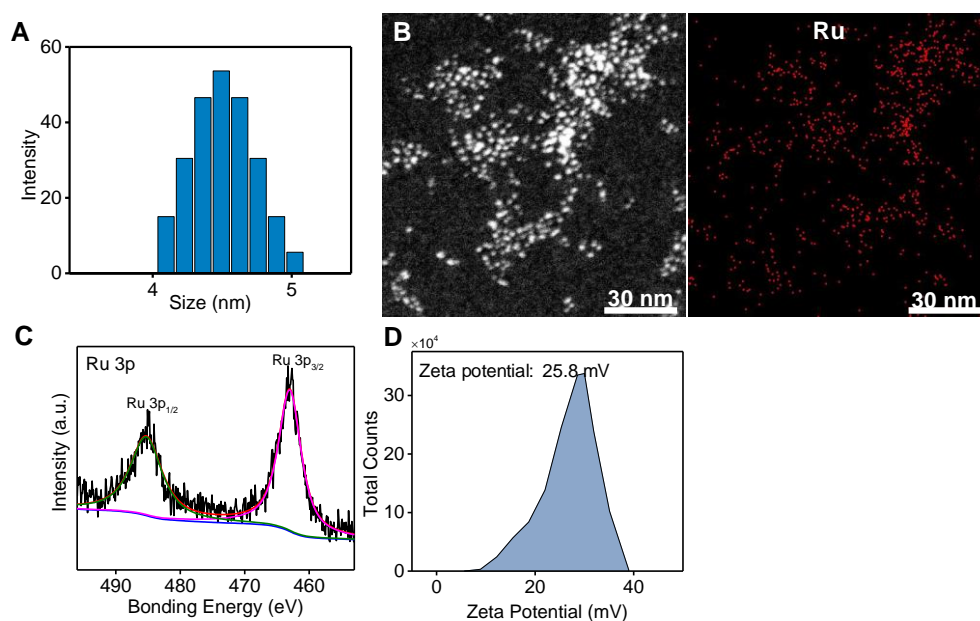 A
60
40
20
0
Intensity
4
5
Size (nm)
B
30 nm
Ru
30 nm
C
Ru 3p
Ru 3p1/2
Ru 3p3/2
Intensity (a.u.)
490
480
470
460
Bonding Energy (eV)
D
×10⁴
Zeta potential: 25.8 mV
30
20
10
0
Total Counts
0
20
40
Zeta Potential (mV)